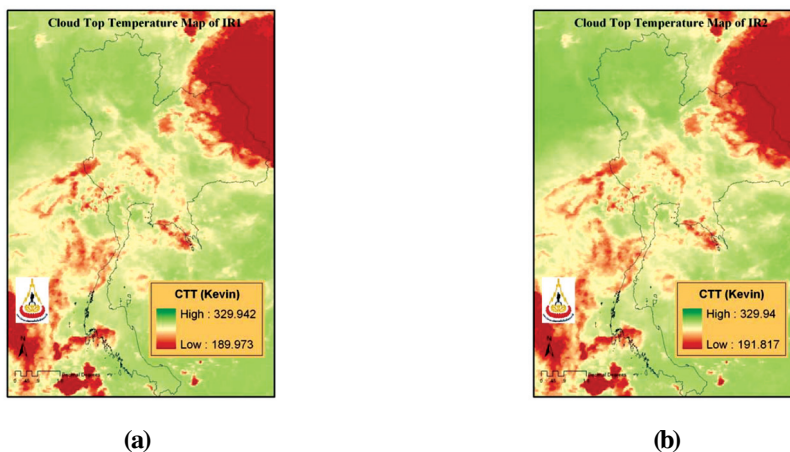 Cloud Top Temperature Map of IR1
CTT (Kevin)
High : 329.942
Low : 189.973
N
(a)
Cloud Top Temperature Map of IR2
CTT (Kevin)
High : 329.94
Low : 191.817
N
(b)